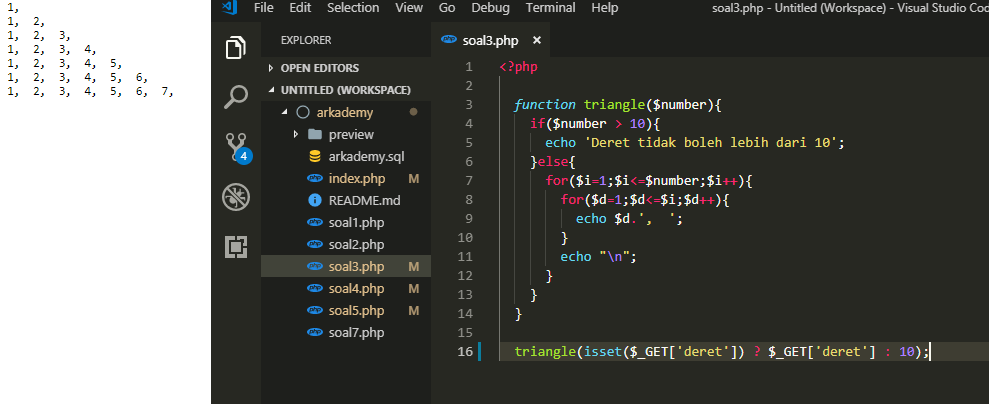 1,
1,  2,
1,  2,  3,
1,  2,  3,  4,
1,  2,  3,  4,  5,
1,  2,  3,  4,  5,  6,
1,  2,  3,  4,  5,  6,  7,
File Edit Selection View Go Debug Terminal Help soal3.php - Untitled (Workspace) - Visual Studio Cod
EXPLORER
OPEN EDITORS
UNTITLED (WORKSPACE)
arkademy
preview
arkademy.sql
index.php M
README.md
soal1.php
soal2.php
soal3.php M
soal4.php M
soal5.php M
soal7.php
4
php soal3.php ×
1 <?php
2
3 function triangle($number){
4 if($number > 10){
5 echo 'Deret tidak boleh lebih dari 10';
6 }else{
7 for($i=1;$i<=$number;$i++){
8 for($d=1;$d<=$i;$d++){
9 echo $d.',  ';
10 }
11 echo "\n";
12 }
13 }
14 }
15
16 triangle(isset($_GET['deret']) ? $_GET['deret'] : 10);